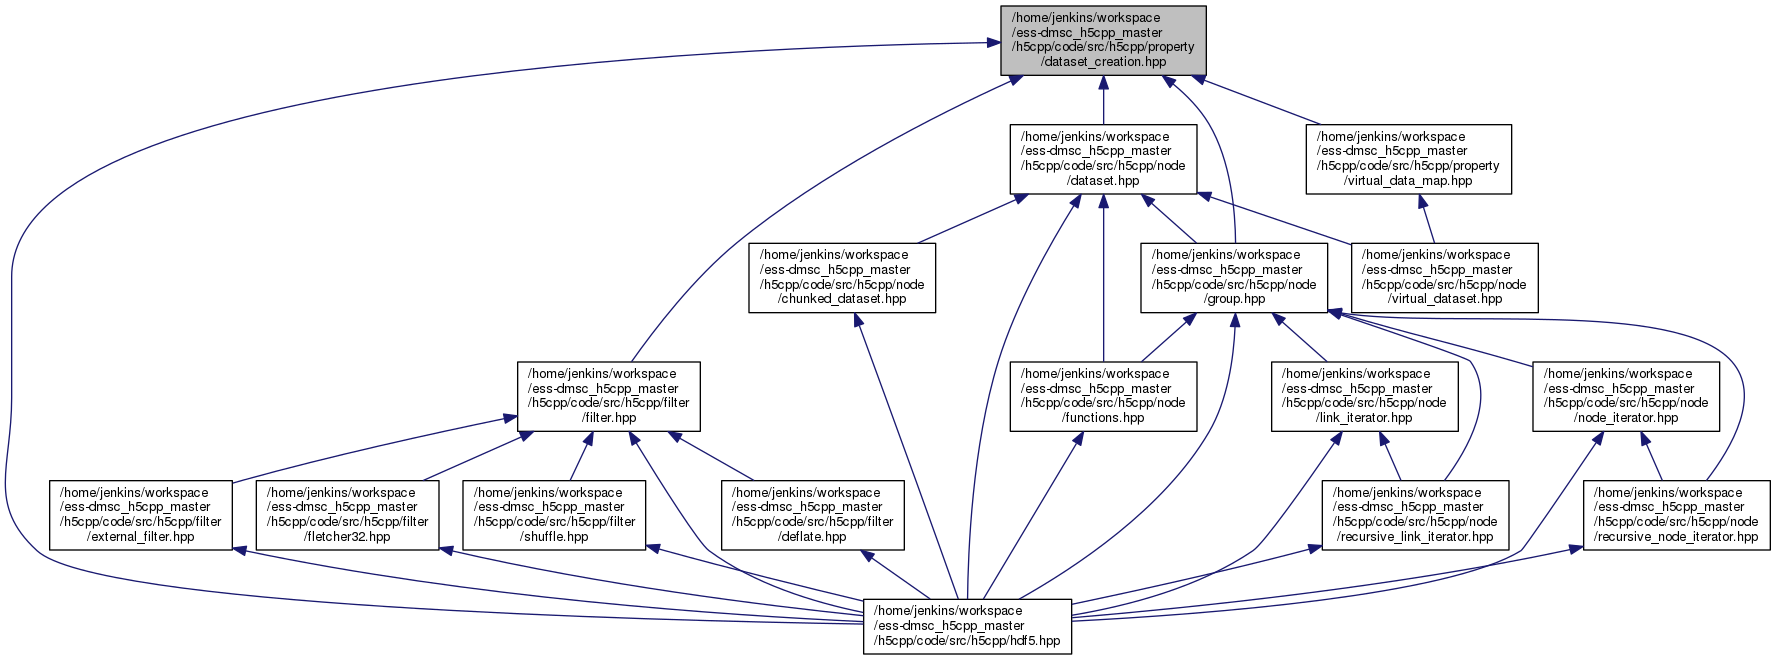 /home/jenkins/workspace
/ess-dmsc_h5cpp_master
/h5cpp/code/src/h5cpp/property
/dataset_creation.hpp
/home/jenkins/workspace
/ess-dmsc_h5cpp_master
/h5cpp/code/src/h5cpp/node
/dataset.hpp
/home/jenkins/workspace
/ess-dmsc_h5cpp_master
/h5cpp/code/src/h5cpp/property
/virtual_data_map.hpp
/home/jenkins/workspace
/ess-dmsc_h5cpp_master
/h5cpp/code/src/h5cpp/node
/chunked_dataset.hpp
/home/jenkins/workspace
/ess-dmsc_h5cpp_master
/h5cpp/code/src/h5cpp/node
/group.hpp
/home/jenkins/workspace
/ess-dmsc_h5cpp_master
/h5cpp/code/src/h5cpp/node
/virtual_dataset.hpp
/home/jenkins/workspace
/ess-dmsc_h5cpp_master
/h5cpp/code/src/h5cpp/filter
/filter.hpp
/home/jenkins/workspace
/ess-dmsc_h5cpp_master
/h5cpp/code/src/h5cpp/node
/functions.hpp
/home/jenkins/workspace
/ess-dmsc_h5cpp_master
/h5cpp/code/src/h5cpp/node
/link_iterator.hpp
/home/jenkins/workspace
/ess-dmsc_h5cpp_master
/h5cpp/code/src/h5cpp/node
/node_iterator.hpp
/home/jenkins/workspace
/ess-dmsc_h5cpp_master
/h5cpp/code/src/h5cpp/filter
/external_filter.hpp
/home/jenkins/workspace
/ess-dmsc_h5cpp_master
/h5cpp/code/src/h5cpp/filter
/fletcher32.hpp
/home/jenkins/workspace
/ess-dmsc_h5cpp_master
/h5cpp/code/src/h5cpp/filter
/shuffle.hpp
/home/jenkins/workspace
/ess-dmsc_h5cpp_master
/h5cpp/code/src/h5cpp/filter
/deflate.hpp
/home/jenkins/workspace
/ess-dmsc_h5cpp_master
/h5cpp/code/src/h5cpp/node
/recursive_link_iterator.hpp
/home/jenkins/workspace
/ess-dmsc_h5cpp_master
/h5cpp/code/src/h5cpp/node
/recursive_node_iterator.hpp
/home/jenkins/workspace
/ess-dmsc_h5cpp_master
/h5cpp/code/src/h5cpp/hdf5.hpp